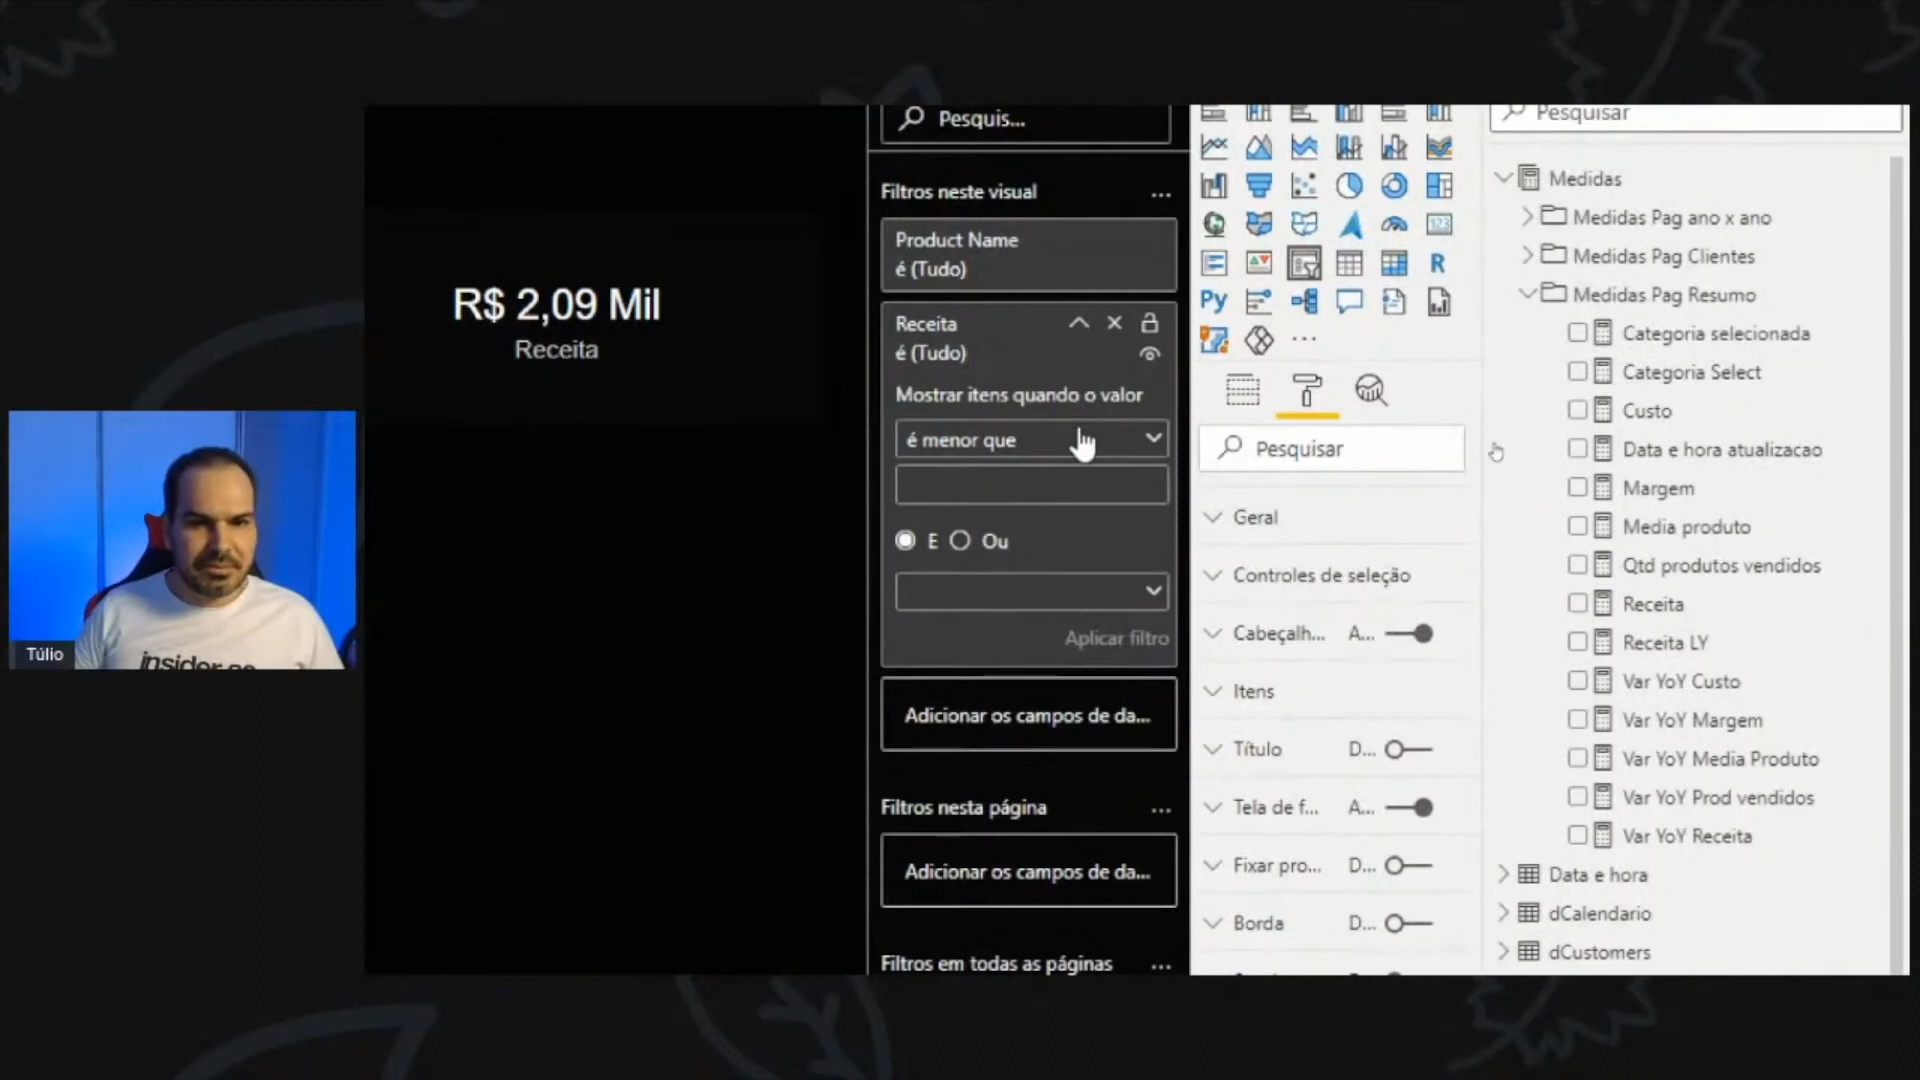 Túlio
insider.
R$ 2,09 Mil
Receita
Pesquis...
Filtros neste visual
...
Product Name
é (Tudo)
Receita
é (Tudo)
Mostrar itens quando o valor
é menor que
E
Ou
Aplicar filtro
Adicionar os campos de da...
Filtros nesta página
...
Adicionar os campos de da...
Filtros em todas as páginas
...
123
R
Py
...
Pesquisar
Geral
Controles de seleção
Cabeçalh... A...
Itens
Título D...
Tela de f... A...
Fixar pro... D...
Borda D...
Pesquisar
Medidas
Medidas Pag ano x ano
Medidas Pag Clientes
Medidas Pag Resumo
Categoria selecionada
Categoria Select
Custo
Data e hora atualizacao
Margem
Media produto
Qtd produtos vendidos
Receita
Receita LY
Var YoY Custo
Var YoY Margem
Var YoY Media Produto
Var YoY Prod vendidos
Var YoY Receita
Data e hora
dCalendario
dCustomers